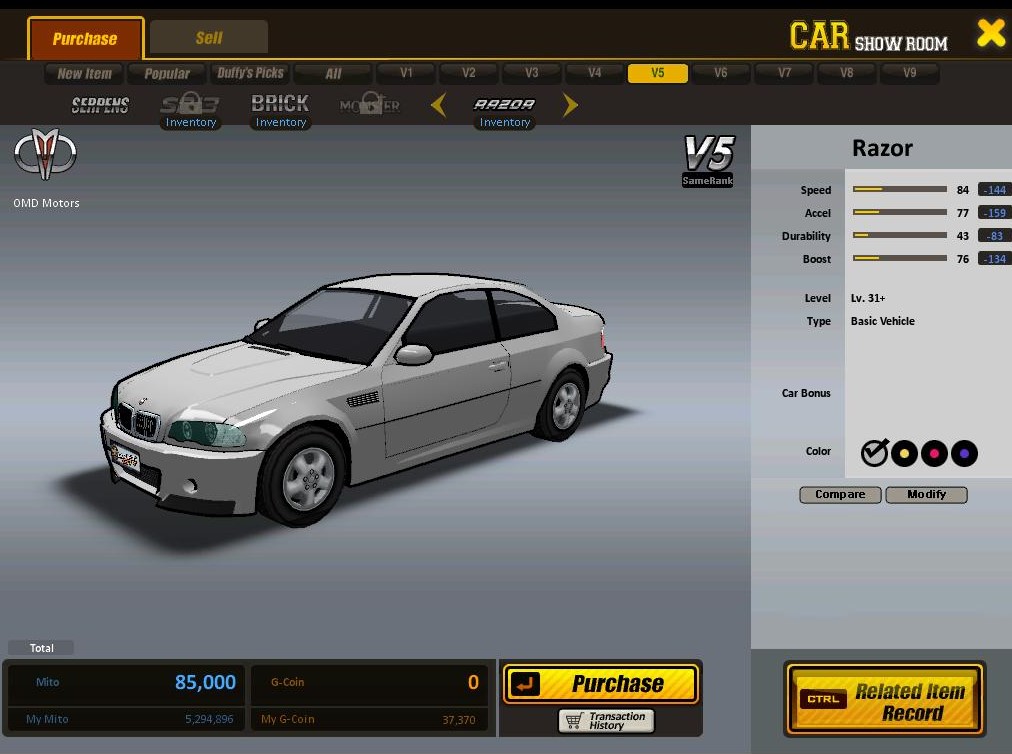 Purchase
Sell
CAR SHOW ROOM
New Item
Popular
Duffy's Picks
All
V1
V2
V3
V4
V5
V6
V7
V8
V9
SERPENS
BRICK
RAZOR
Inventory
Inventory
Inventory
OMD Motors
V5
SameRank
Razor
Speed 84 -144
Accel 77 -159
Durability 43 -83
Boost 76 -134
Level Lv. 31+
Type Basic Vehicle
Car Bonus
Color
Compare
Modify
Total
Mito 85,000
G-Coin 0
My Mito 5,294,896
My G-Coin 37,370
Purchase
Transaction
History
CTRL
Related Item
Record